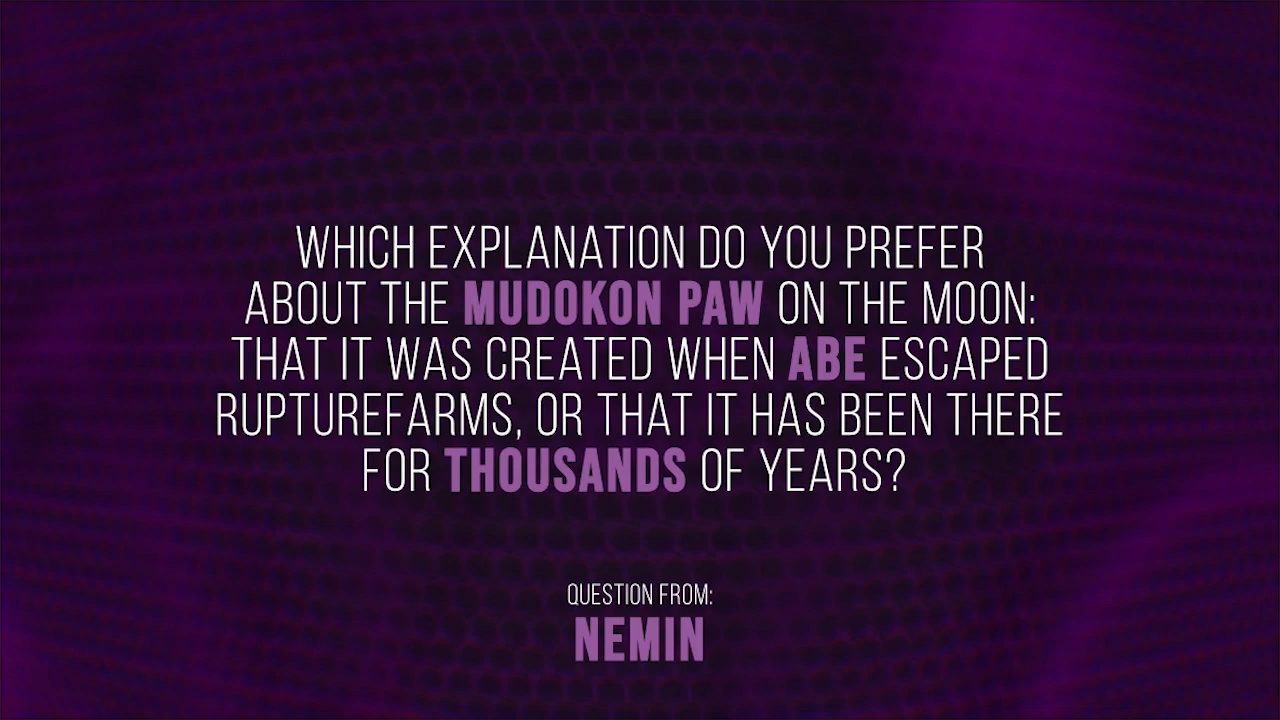 WHICH EXPLANATION DO YOU PREFER
ABOUT THE MUDOKON PAW ON THE MOON:
THAT IT WAS CREATED WHEN ABE ESCAPED
RUPTUREFARMS, OR THAT IT HAS BEEN THERE
FOR THOUSANDS OF YEARS?
QUESTION FROM:
NEMIN